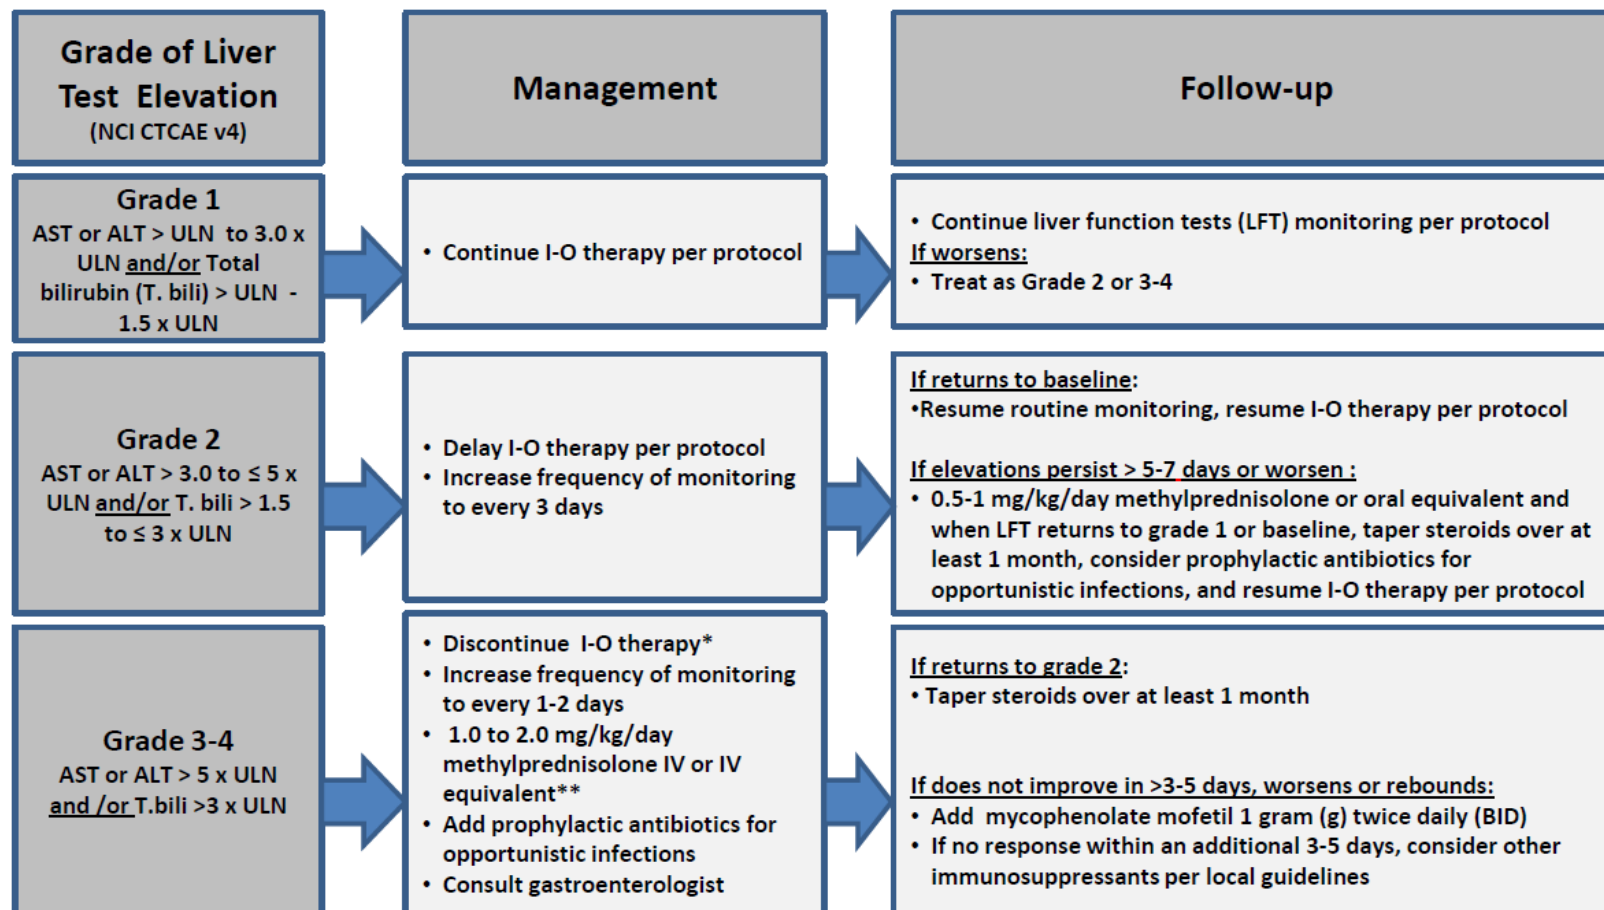 Grade of Liver
Test Elevation
(NCI CTCAE v4)
Management
Follow-up
Grade 1
AST or ALT > ULN to 3.0 x
ULN and/or Total
bilirubin (T. bili) > ULN -
1.5 x ULN
• Continue I-O therapy per protocol
• Continue liver function tests (LFT) monitoring per protocol
If worsens:
• Treat as Grade 2 or 3-4
Grade 2
AST or ALT > 3.0 to ≤ 5 x
ULN and/or T. bili > 1.5
to ≤ 3 x ULN
• Delay I-O therapy per protocol
• Increase frequency of monitoring
to every 3 days
If returns to baseline:
•Resume routine monitoring, resume I-O therapy per protocol
If elevations persist > 5-7 days or worsen :
• 0.5-1 mg/kg/day methylprednisolone or oral equivalent and
when LFT returns to grade 1 or baseline, taper steroids over at
least 1 month, consider prophylactic antibiotics for
opportunistic infections, and resume I-O therapy per protocol
Grade 3-4
AST or ALT > 5 x ULN
and /or T.bili >3 x ULN
• Discontinue I-O therapy*
• Increase frequency of monitoring
to every 1-2 days
• 1.0 to 2.0 mg/kg/day
methylprednisolone IV or IV
equivalent**
• Add prophylactic antibiotics for
opportunistic infections
• Consult gastroenterologist
If returns to grade 2:
• Taper steroids over at least 1 month
If does not improve in >3-5 days, worsens or rebounds:
• Add mycophenolate mofetil 1 gram (g) twice daily (BID)
• If no response within an additional 3-5 days, consider other
immunosuppressants per local guidelines